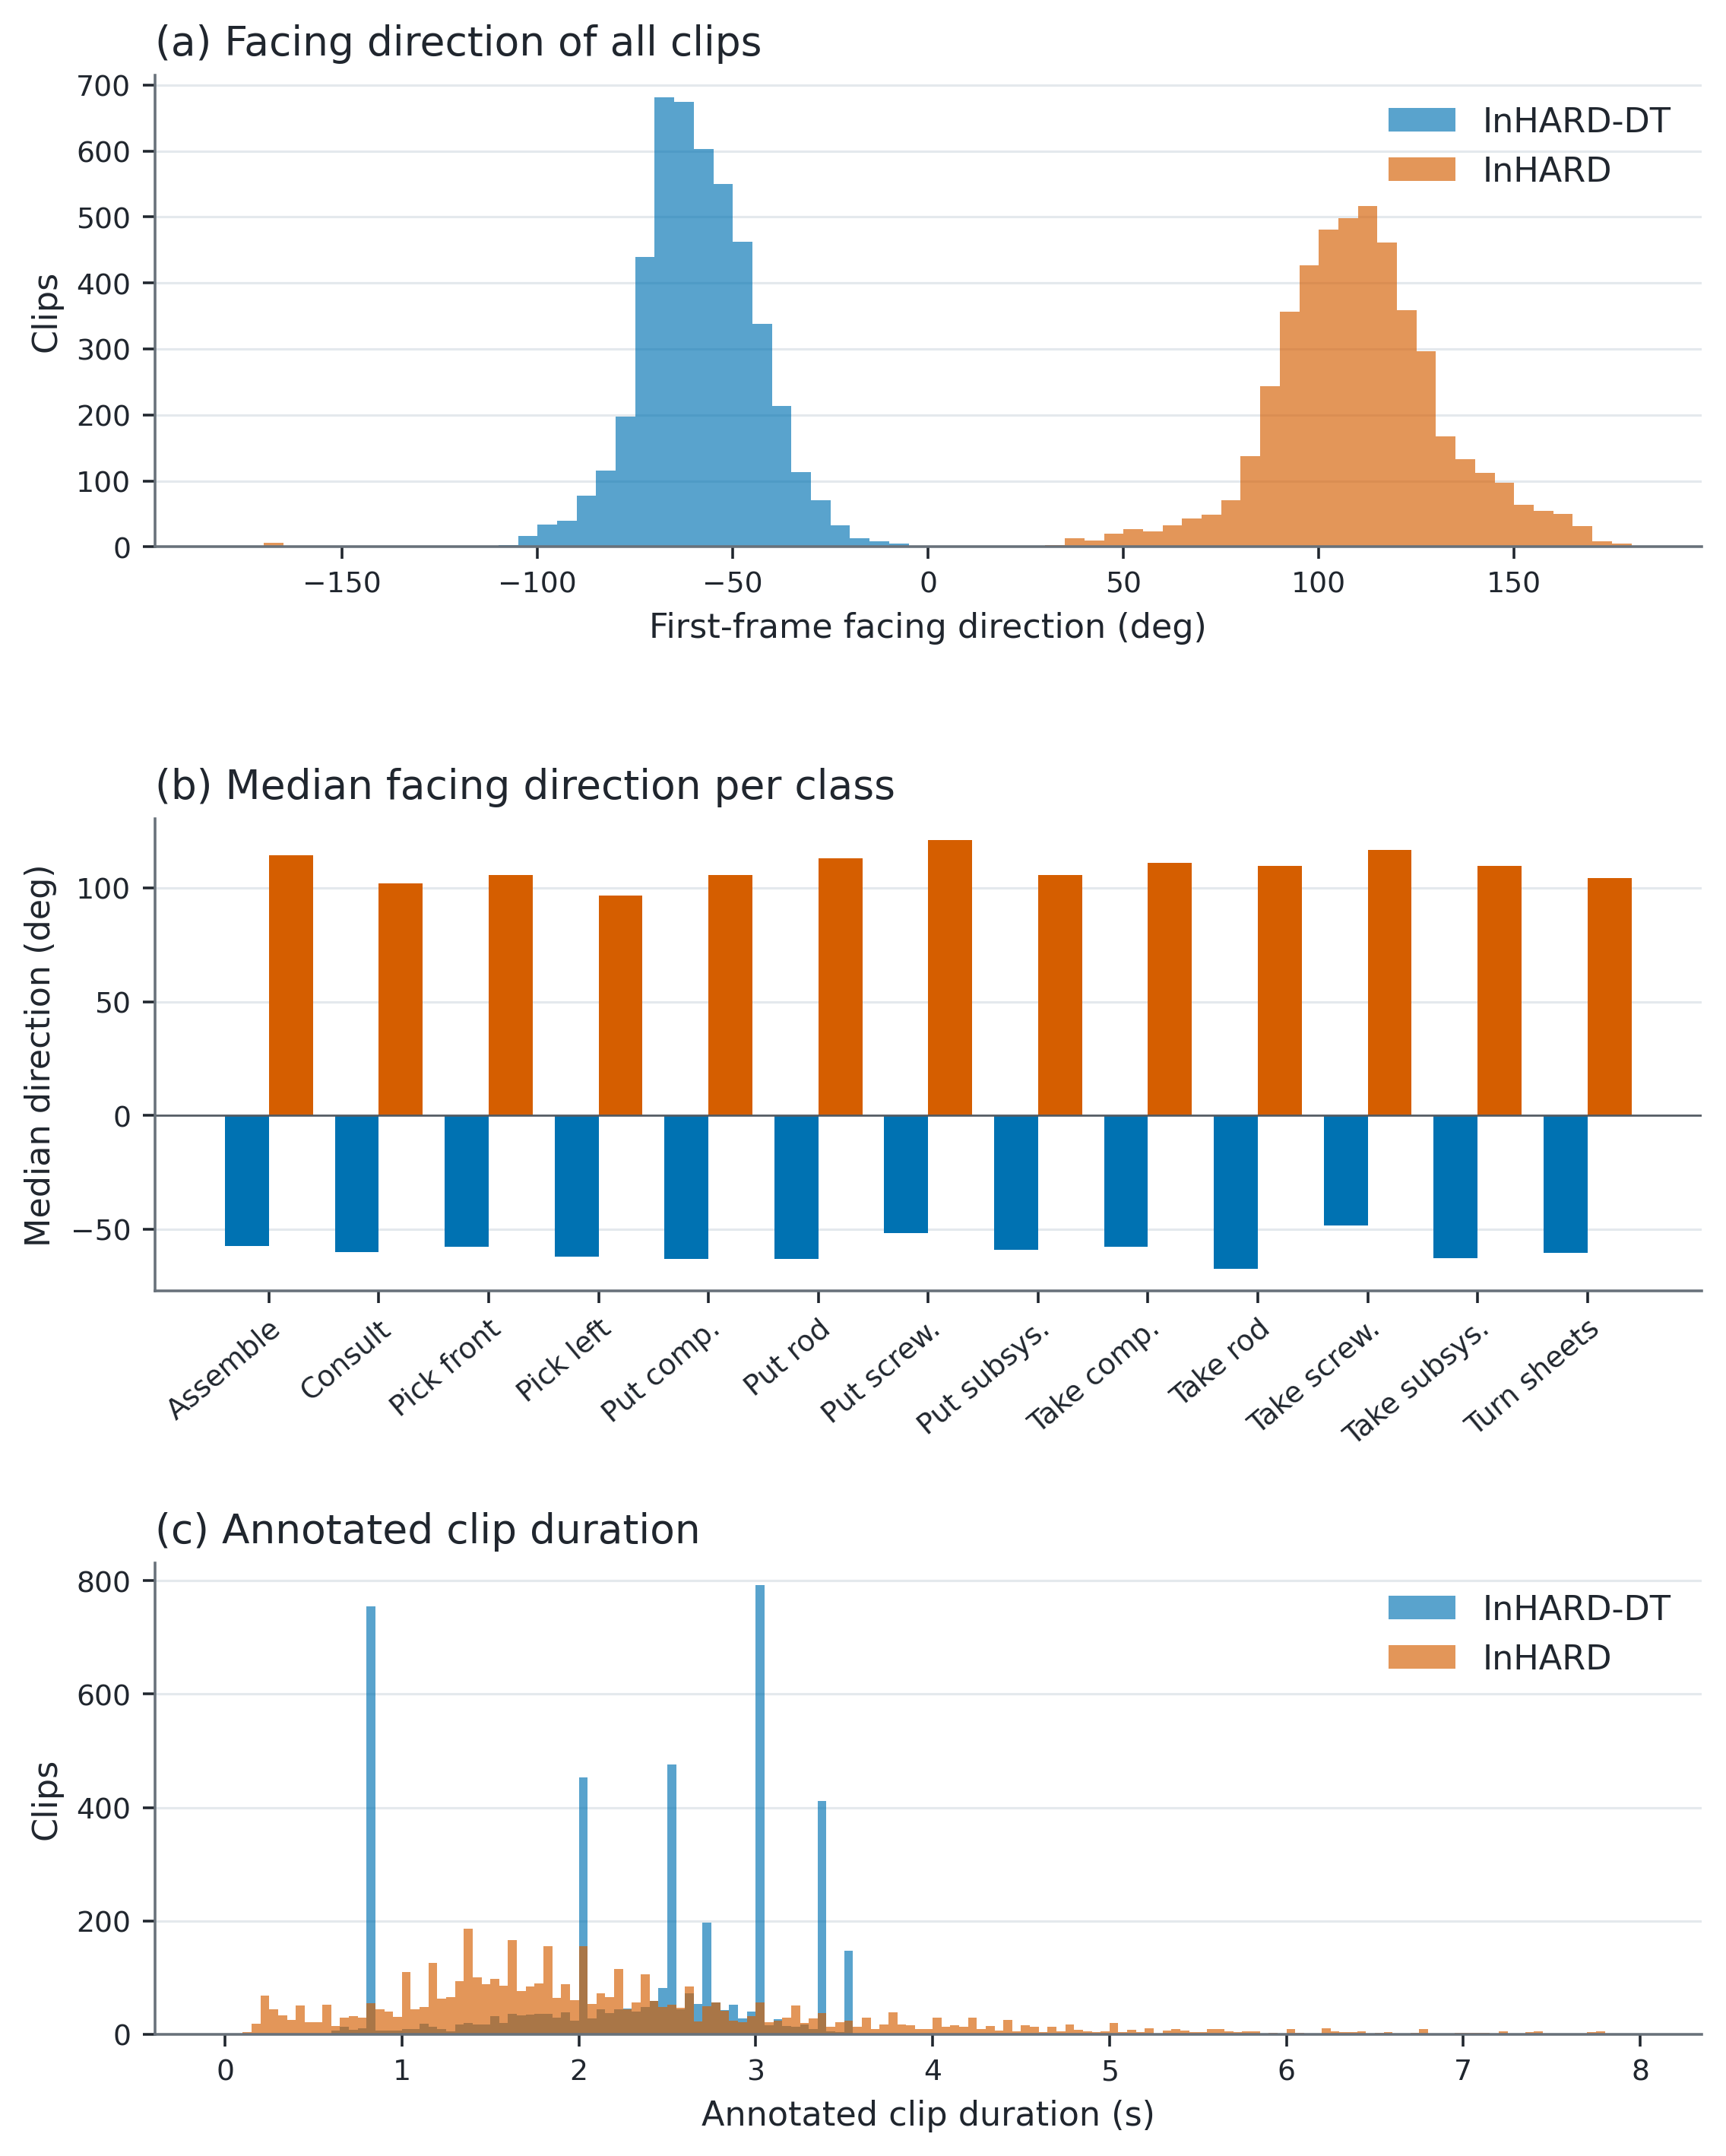 (a) Facing direction of all clips
700
600
500
400
300
200
100
0
Clips
InHARD-DT
InHARD
−150
−100
−50
0
50
100
150
First-frame facing direction (deg)
(b) Median facing direction per class
100
50
0
−50
Median direction (deg)
Assemble
Consult
Pick front
Pick left
Put comp.
Put rod
Put screw.
Put subsys.
Take comp.
Take rod
Take screw.
Take subsys.
Turn sheets
(c) Annotated clip duration
800
600
400
200
0
Clips
InHARD-DT
InHARD
0
1
2
3
4
5
6
7
8
Annotated clip duration (s)